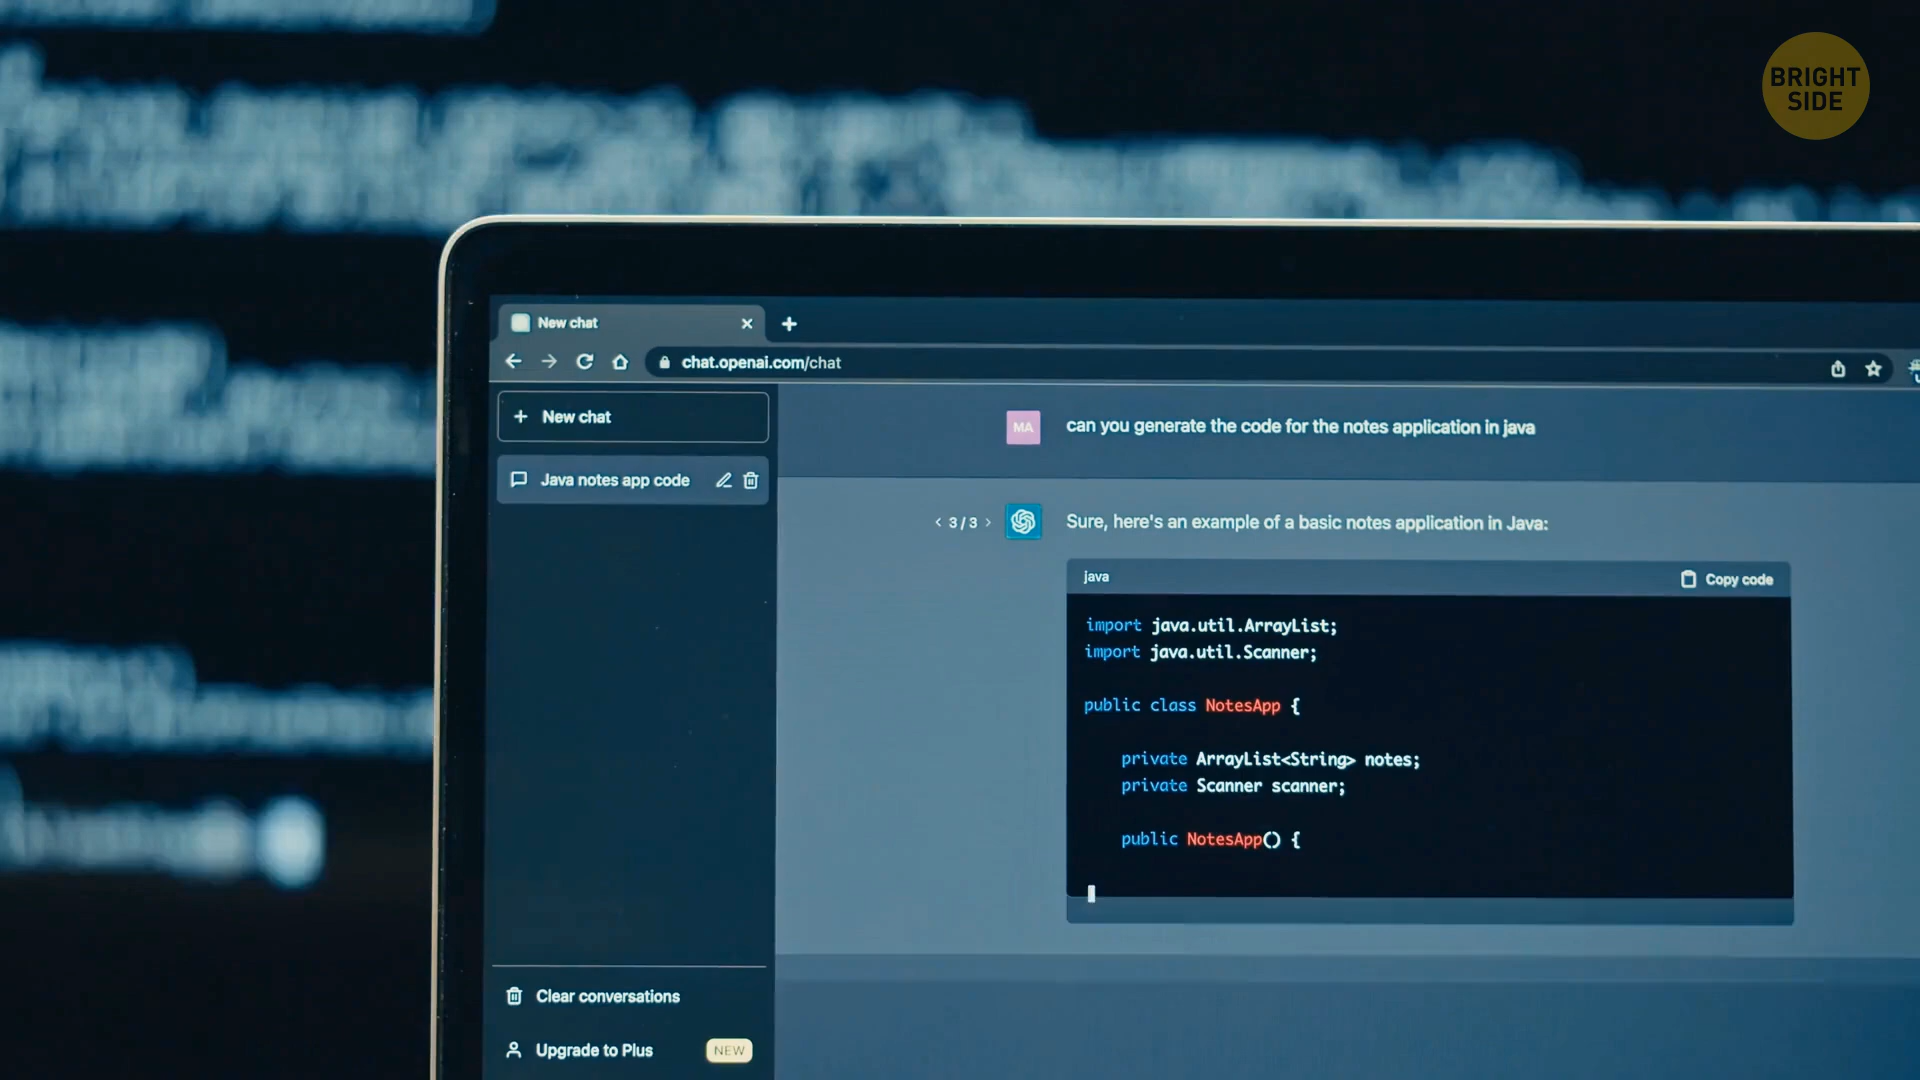 BRIGHT
SIDE
New chat
chat.openai.com/chat
New chat
Java notes app code
MA
can you generate the code for the notes application in java
3 / 3
Sure, here's an example of a basic notes application in Java:
java
Copy code
import java.util.ArrayList;
import java.util.Scanner;
public class NotesApp {
private ArrayList<String> notes;
private Scanner scanner;
public NotesApp() {
Clear conversations
Upgrade to Plus
NEW